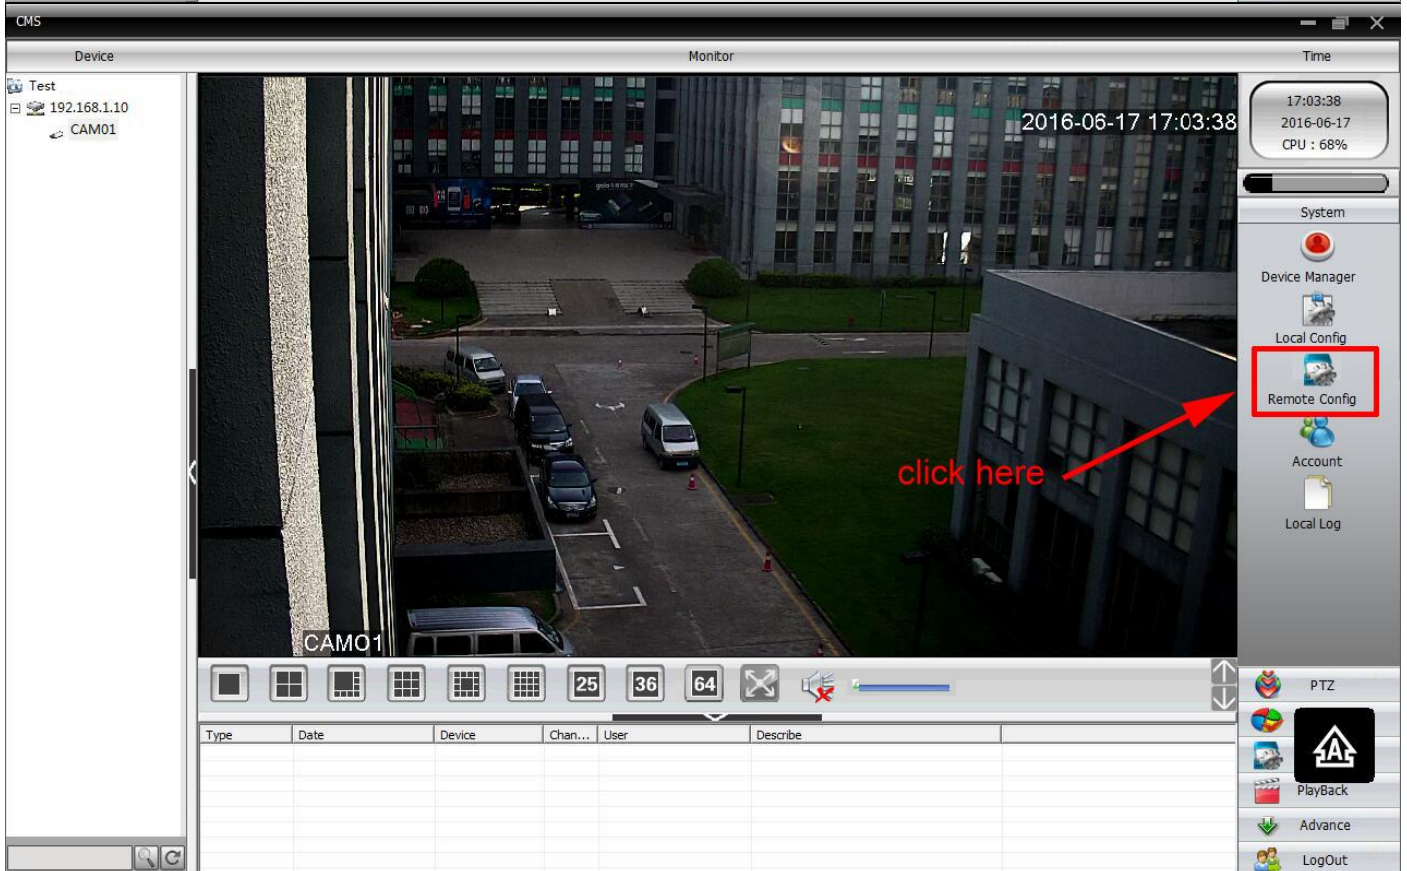 CMS
Device
Monitor
Time
Test
192.168.1.10
CAM01
2016-06-17 17:03:38
17:03:38
2016-06-17
CPU : 68%
System
Device Manager
Local Config
Remote Config
click here
Account
Local Log
CAM01
25
36
64
PTZ
Type
Date
Device
Chan...
User
Describe
A
PlayBack
Advance
LogOut